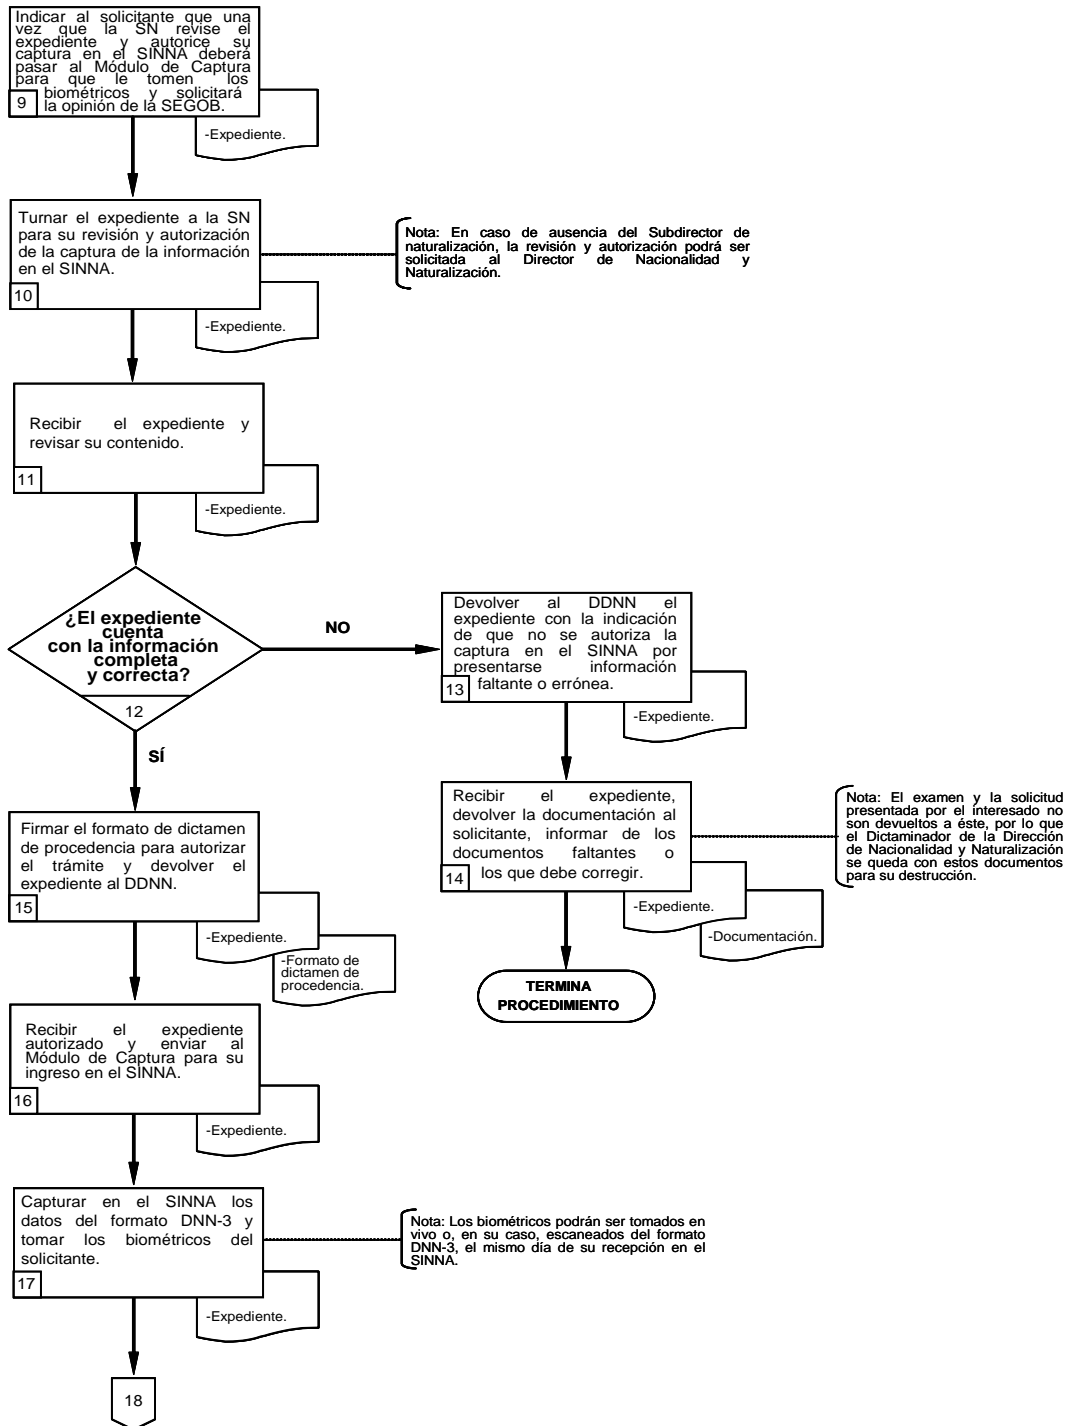 Indicar al solicitante que una
vez que la SN revise el
expediente y autorice su
captura en el SINNA deberá
pasar al Módulo de Captura
para que le tomen los
biométricos y solicitará
la opinión de la SEGOB.
9
-Expediente.
Turnar el expediente a la SN
para su revisión y autorización
de la captura de la información
en el SINNA.
10
-Expediente.
Nota: En caso de ausencia del Subdirector de
naturalización, la revisión y autorización podrá ser
solicitada al Director de Nacionalidad y
Naturalización.
Recibir el expediente y
revisar su contenido.
11
-Expediente.
¿El expediente
cuenta
con la información
completa
y correcta?
12
NO
SÍ
Devolver al DDNN el
expediente con la indicación
de que no se autoriza la
captura en el SINNA por
presentarse información
faltante o errónea.
13
-Expediente.
Recibir el expediente,
devolver la documentación al
solicitante, informar de los
documentos faltantes o
los que debe corregir.
14
-Expediente.
-Documentación.
Nota: El examen y la solicitud
presentada por el interesado no
son devueltos a éste, por lo que
el Dictaminador de la Dirección
de Nacionalidad y Naturalización
se queda con estos documentos
para su destrucción.
TERMINA
PROCEDIMIENTO
Firmar el formato de dictamen
de procedencia para autorizar
el trámite y devolver el
expediente al DDNN.
15
-Expediente.
-Formato de
dictamen de
procedencia.
Recibir el expediente
autorizado y enviar al
Módulo de Captura para su
ingreso en el SINNA.
16
-Expediente.
Capturar en el SINNA los
datos del formato DNN-3 y
tomar los biométricos del
solicitante.
17
-Expediente.
Nota: Los biométricos podrán ser tomados en
vivo o, en su caso, escaneados del formato
DNN-3, el mismo día de su recepción en el
SINNA.
18